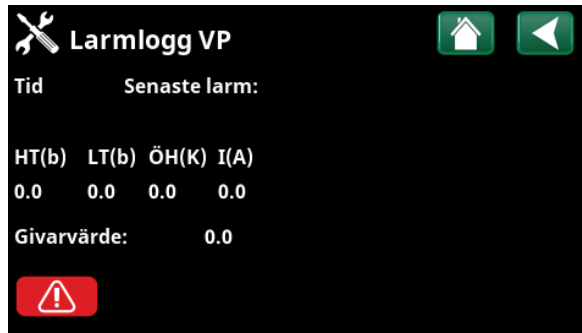 Larmlogg VP
Tid Senaste larm:
HT(b) LT(b) ÖH(K) I(A)
0.0 0.0 0.0 0.0
Givarvärde: 0.0